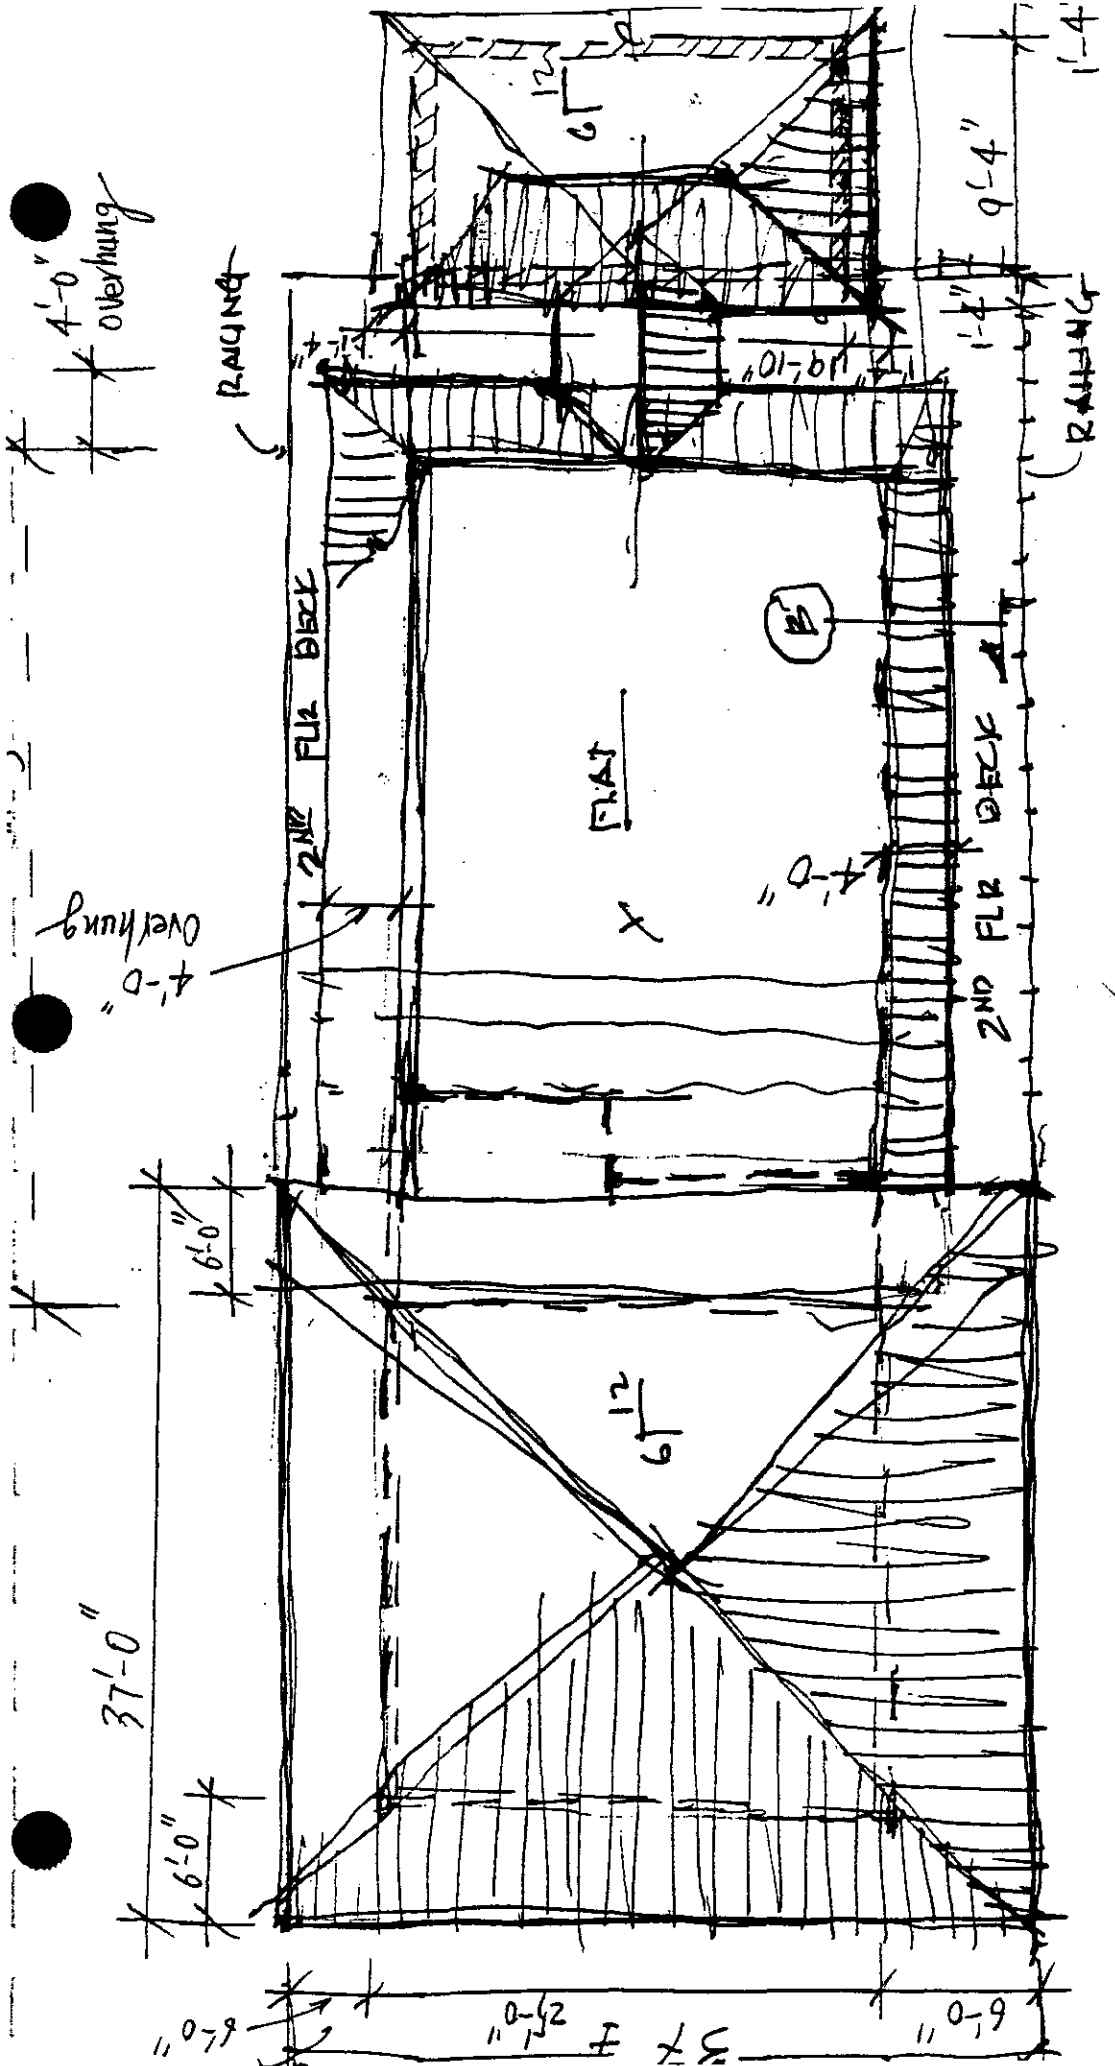 4'-0"
overhung
RAILING
1'-4"
19'-10"
6 12
9'-4"
1'-4"
1'-4
RAILING
2ND FLR DECK
4'-0"
Overhung
FLAT
X
B
4'-0"
2ND FLR DECK
37'-0"
6'-0"
6'-0"
6 12
6'-0"
25'-0"
6'-0"
37